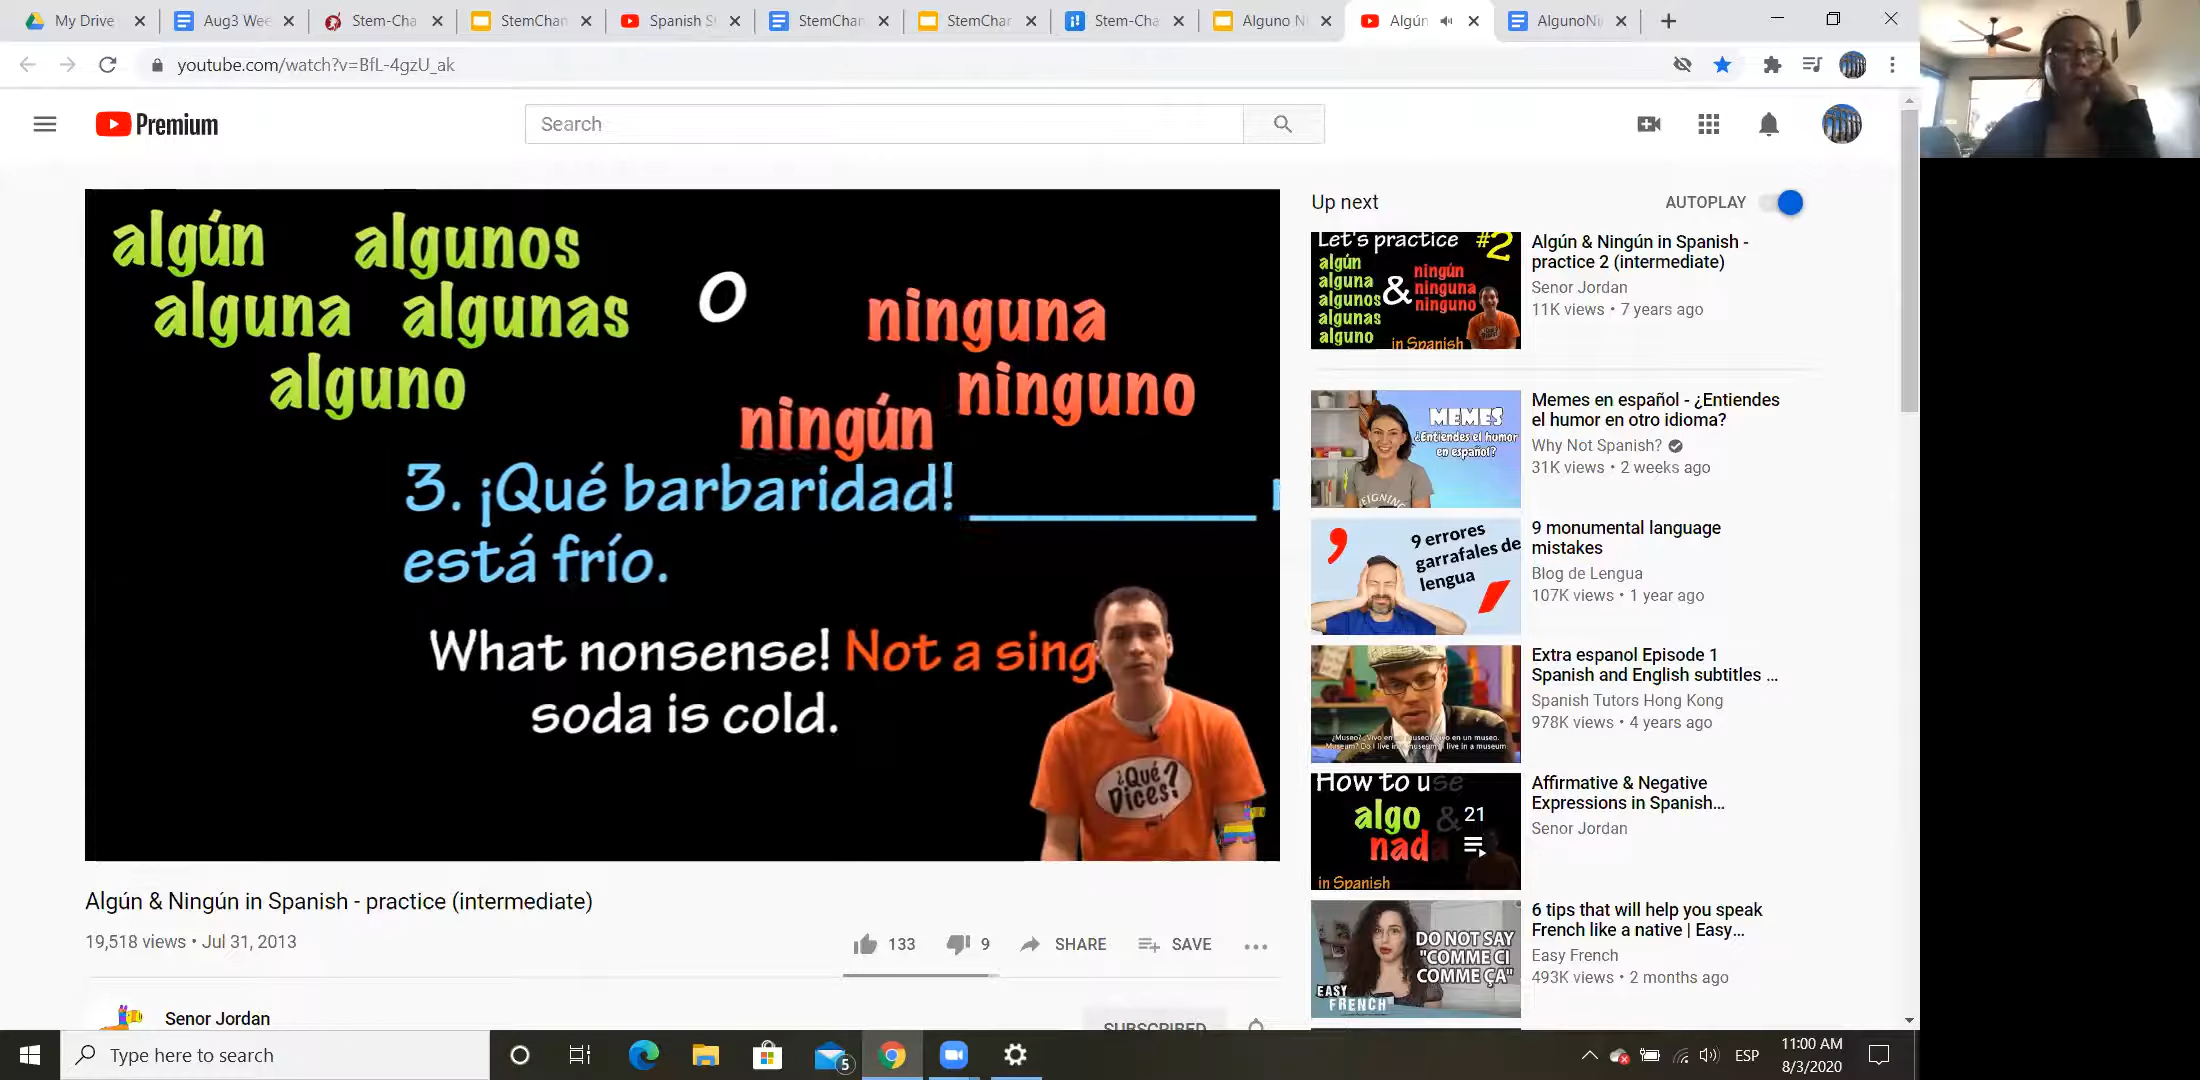 My Drive
Aug3 Wee
Stem-Cha
StemChan
Spanish S
StemChan
StemChar
Stem-Cha
Alguno N
Algún
AlgunoNi
youtube.com/watch?v=BfL-4gzU_ak
Premium
Search
algún algunos
alguna algunas
alguno
o
ninguna
ninguno
ningún
3. ¡Qué barbaridad! __________
está frío.
What nonsense! Not a sing
soda is cold.
¿Qué
Dices?
Algún & Ningún in Spanish - practice (intermediate)
19,518 views • Jul 31, 2013
133
9
SHARE
SAVE
Senor Jordan
SUBSCRIBED
Up next
AUTOPLAY
Let's practice #2
algún
alguna
algunos
algunas
alguno
&
ningún
ninguna
ninguno
in Spanish
Algún & Ningún in Spanish -
practice 2 (intermediate)
Senor Jordan
11K views • 7 years ago
MEMES
¿Entiendes el humor
en español?
Memes en español - ¿Entiendes
el humor en otro idioma?
Why Not Spanish?
31K views • 2 weeks ago
9 errores
garrafales de
lengua
9 monumental language
mistakes
Blog de Lengua
107K views • 1 year ago
Extra espanol Episode 1
Spanish and English subtitles ...
Spanish Tutors Hong Kong
978K views • 4 years ago
How to use
algo &
nada
in Spanish
21
Affirmative & Negative
Expressions in Spanish...
Senor Jordan
DO NOT SAY
"COMME CI
COMME ÇA"
EASY
FRENCH
6 tips that will help you speak
French like a native | Easy...
Easy French
493K views • 2 months ago
Type here to search
5
ESP
11:00 AM
8/3/2020